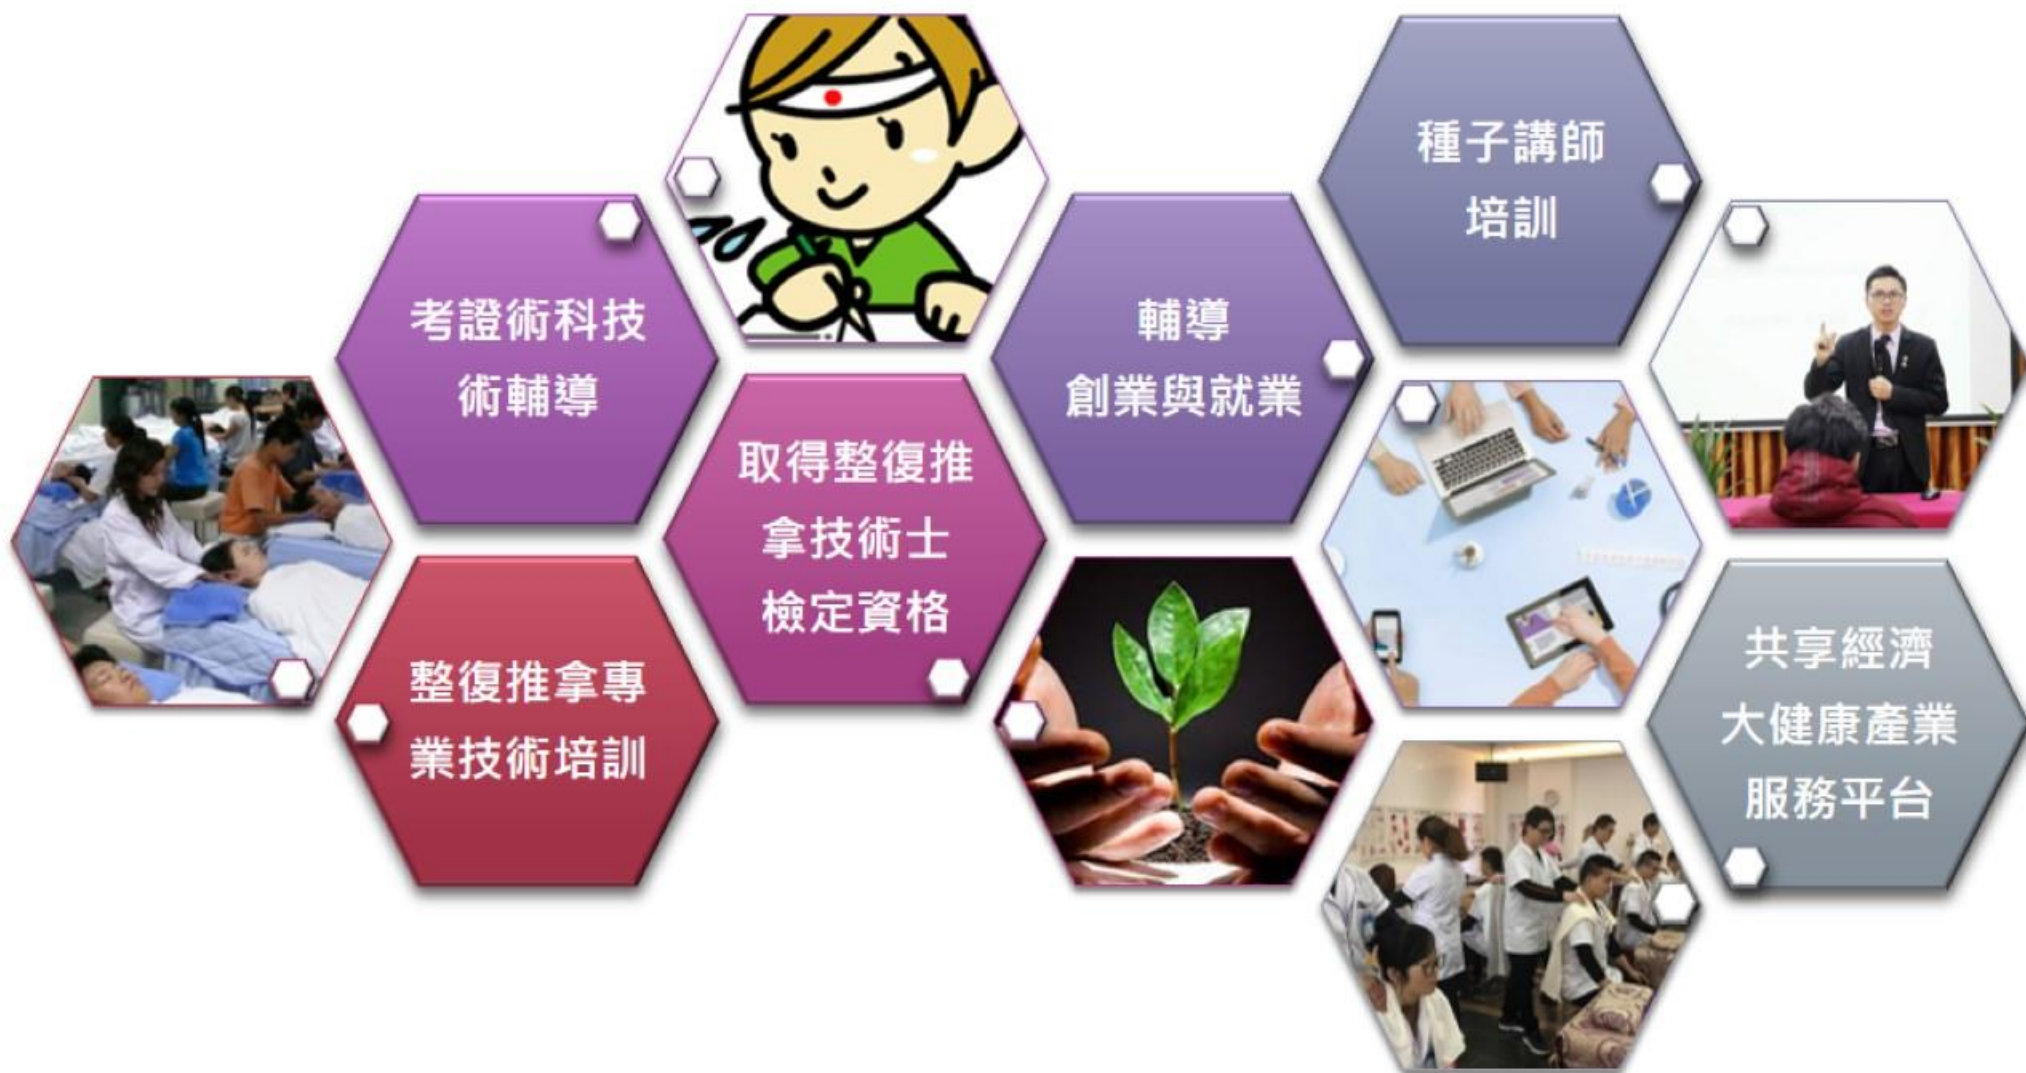 考證術科技
術輔導
整復推拿專
業技術培訓
取得整復推
拿技術士
檢定資格
輔導
創業與就業
種子講師
培訓
共享經濟
大健康產業
服務平台